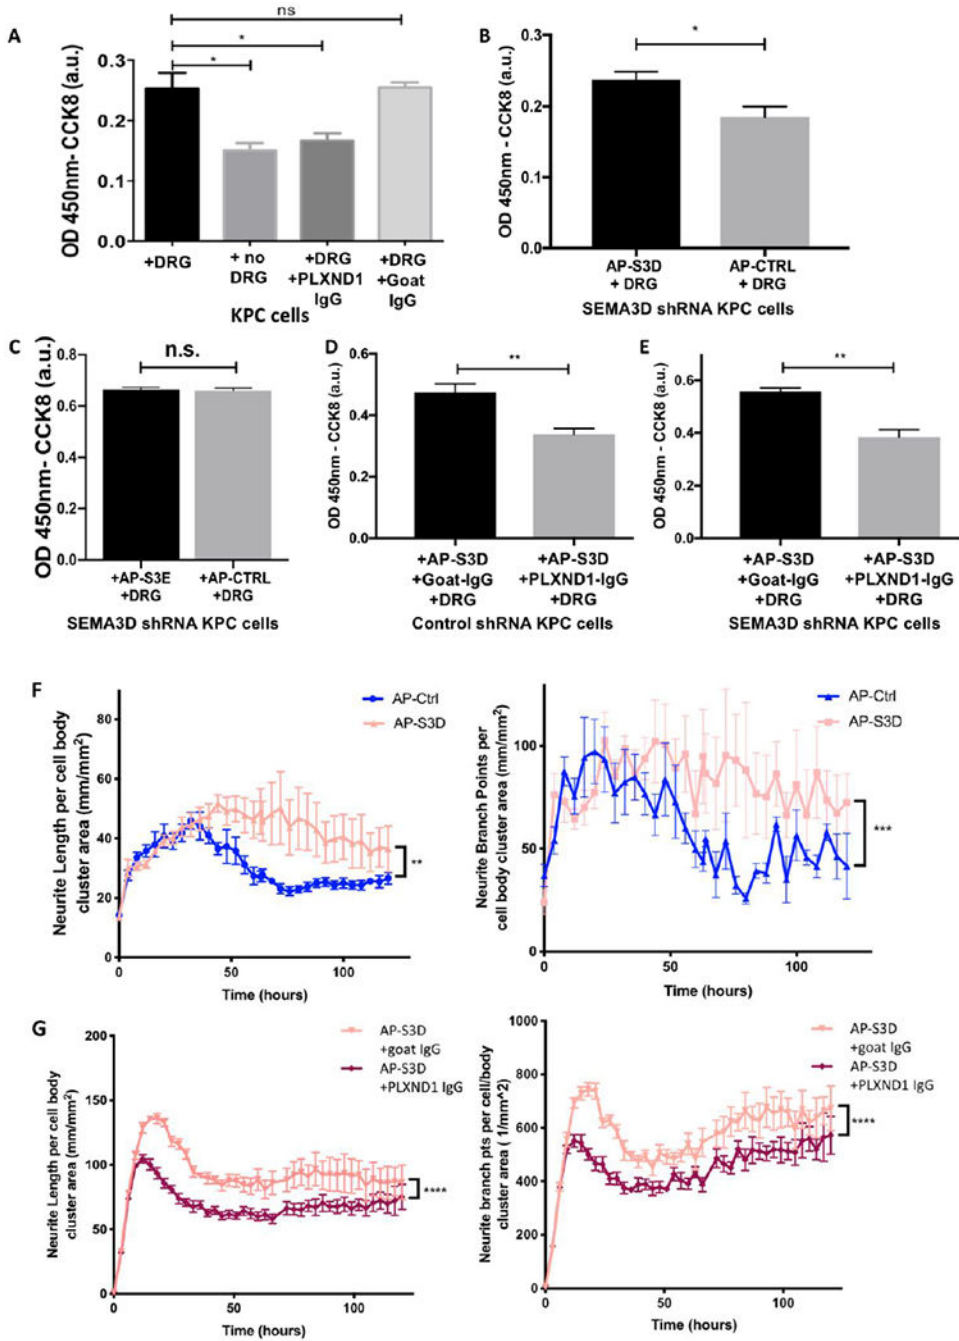 A
ns
*
*
OD 450nm- CCK8 (a.u.)
0.3
0.2
0.1
0.0
+DRG
+ no
DRG
+DRG
+PLXND1
IgG
+DRG
+Goat
IgG
KPC cells
B
*
OD 450nm - CCK8 (a.u.)
0.3
0.2
0.1
0.0
AP-S3D
+ DRG
AP-CTRL
+ DRG
SEMA3D shRNA KPC cells
C
n.s.
OD 450nm- CCK8 (a.u.)
0.8
0.6
0.4
0.2
0.0
+AP-S3E
+DRG
+AP-CTRL
+DRG
SEMA3D shRNA KPC cells
D
**
OD 450nm - CCK8 (a.u.)
0.6
0.4
0.2
0.0
+AP-S3D
+Goat-IgG
+DRG
+AP-S3D
+PLXND1-IgG
+DRG
Control shRNA KPC cells
E
**
OD 450nm - CCK8 (a.u.)
0.6
0.4
0.2
0.0
+AP-S3D
+Goat-IgG
+DRG
+AP-S3D
+PLXND1-IgG
+DRG
SEMA3D shRNA KPC cells
F
AP-Ctrl
AP-S3D
Neurite Length per cell body
cluster area (mm/mm²)
80
60
40
20
0
0
50
100
Time (hours)
**
AP-Ctrl
AP-S3D
Neurite Branch Points per
cell body cluster area (mm/mm²)
100
50
0
0
50
100
Time (hours)
***
G
AP-S3D
+goat IgG
AP-S3D
+PLXND1 IgG
Neurite Length per cell body
cluster area (mm/mm²)
200
150
100
50
0
0
50
100
Time (hours)
****
AP-S3D
+goat IgG
AP-S3D
+PLXND1 IgG
Neurite branch pts per cell/body
cluster area ( 1/mm^2)
1000
800
600
400
200
0
0
50
100
Time (hours)
****